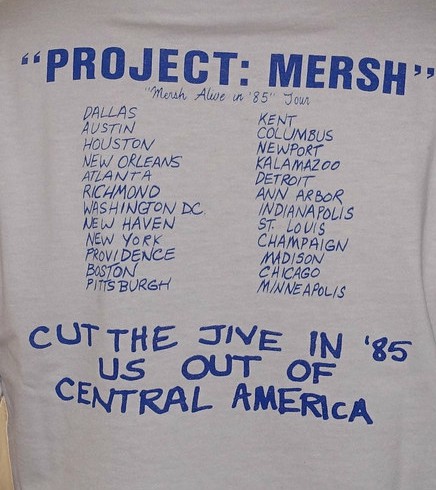 "PROJECT: MERSH"
"Mersh Alive in '85" Tour
DALLAS
AUSTIN
HOUSTON
NEW ORLEANS
ATLANTA
RICHMOND
WASHINGTON DC.
NEW HAVEN
NEW YORK
PROVIDENCE
BOSTON
PITTSBURGH
KENT
COLUMBUS
NEWPORT
KALAMAZOO
DETROIT
ANN ARBOR
INDIANAPOLIS
ST. LOUIS
CHAMPAIGN
MADISON
CHICAGO
MINNEAPOLIS
CUT THE JIVE IN '85
US OUT OF
CENTRAL AMERICA